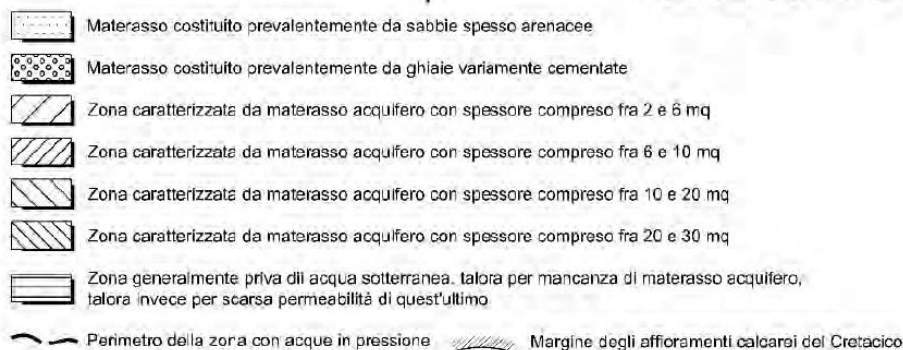 Materasso costituito prevalentemente da sabbie spesso arenacee
Materasso costituito prevalentemente da ghiaie variamente cementate
Zona caratterizzata da materasso acquifero con spessore compreso fra 2 e 6 mq
Zona caratterizzata da materasso acquifero con spessore compreso fra 6 e 10 mq
Zona caratterizzata da materasso acquifero con spessore compreso fra 10 e 20 mq
Zona caratterizzata da materasso acquifero con spessore compreso fra 20 e 30 mq
Zona generalmente priva dii acqua sotterranea, talora per mancanza di materasso acquifero,
talora invece per scarsa permeabilità di quest'ultimo
Perimetro della zona con acque in pressione Margine degli affioramenti calcarei del Cretacico